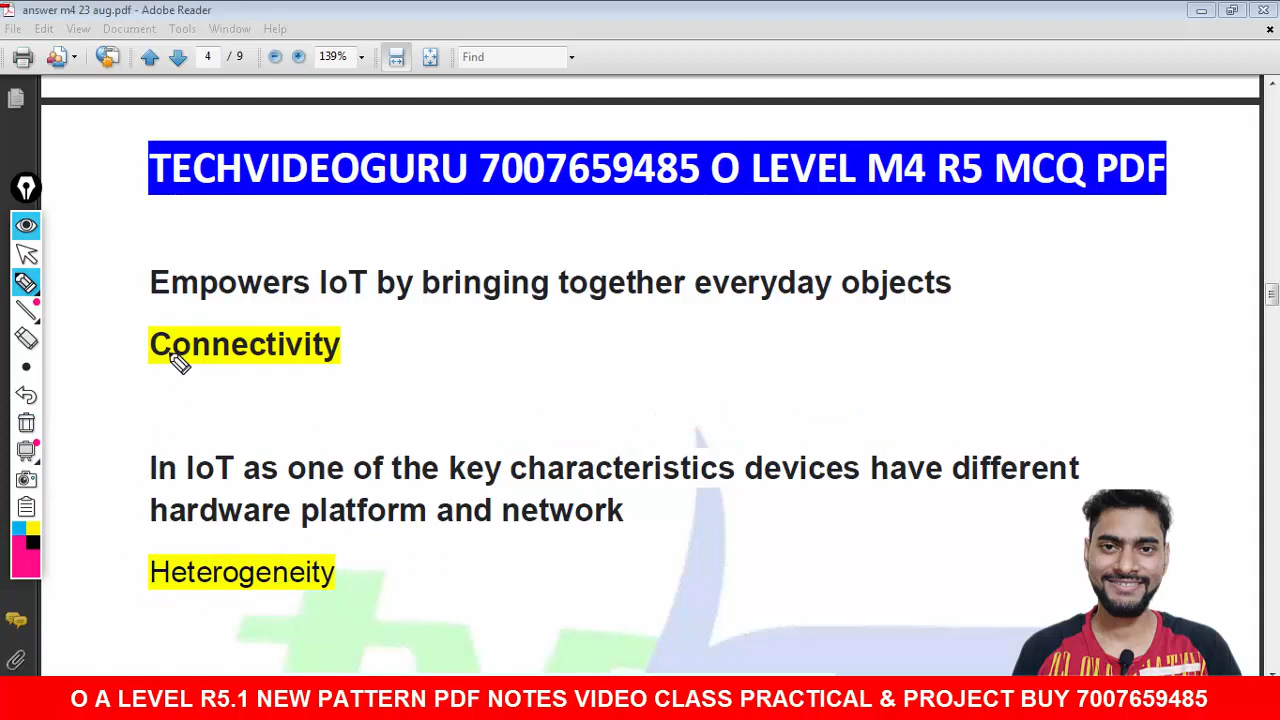 answer m4 23 aug.pdf - Adobe Reader
File Edit View Document Tools Window Help
4 / 9 139% Find
TECHVIDEOGURU 7007659485 O LEVEL M4 R5 MCQ PDF
Empowers IoT by bringing together everyday objects
Connectivity
In IoT as one of the key characteristics devices have different
hardware platform and network
Heterogeneity
O A LEVEL R5.1 NEW PATTERN PDF NOTES VIDEO CLASS PRACTICAL & PROJECT BUY 7007659485